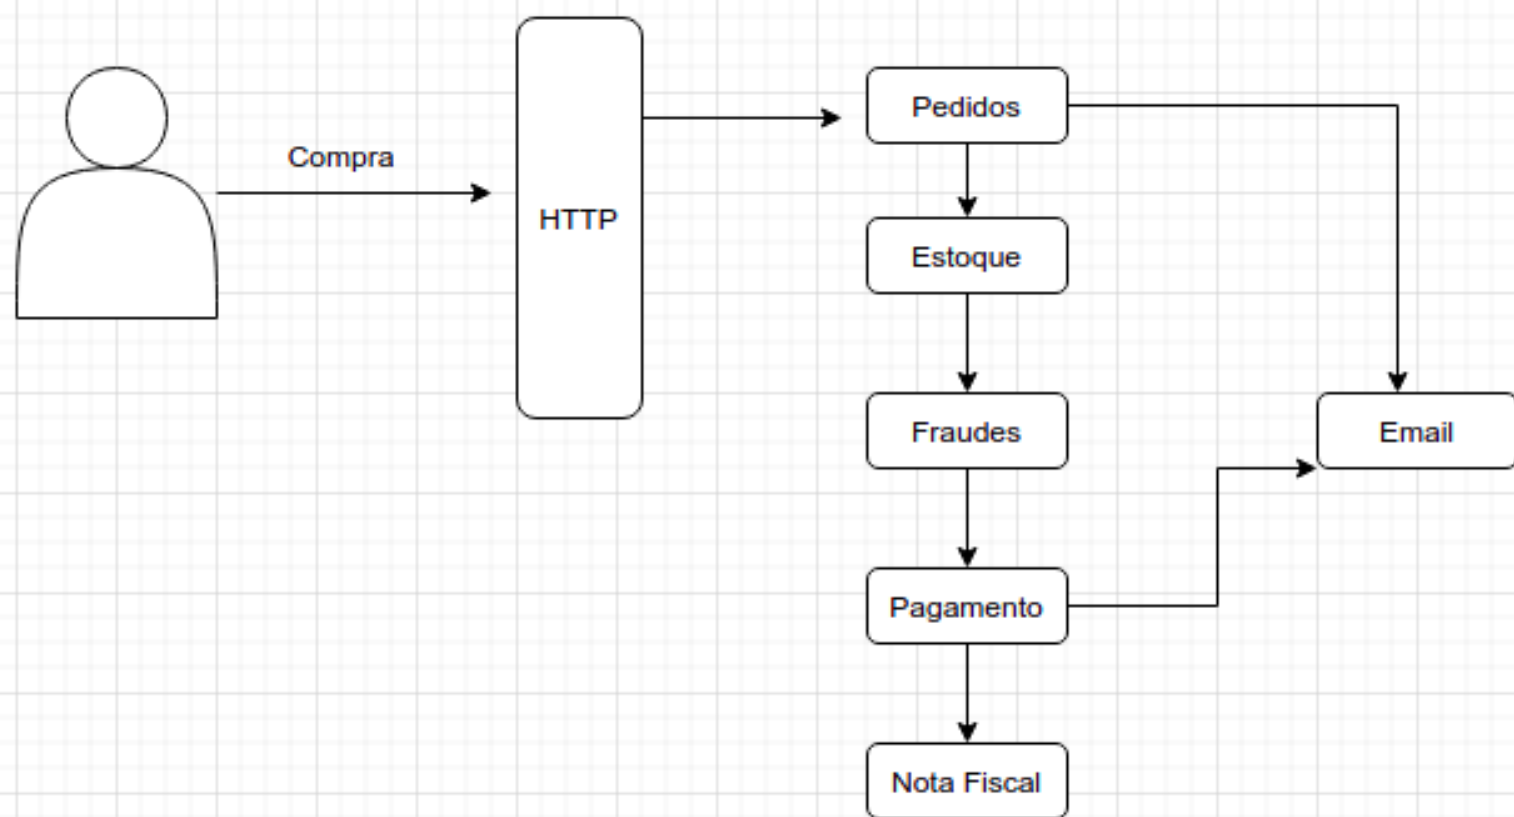 Compra
HTTP
Pedidos
Estoque
Fraudes
Email
Pagamento
Nota Fiscal